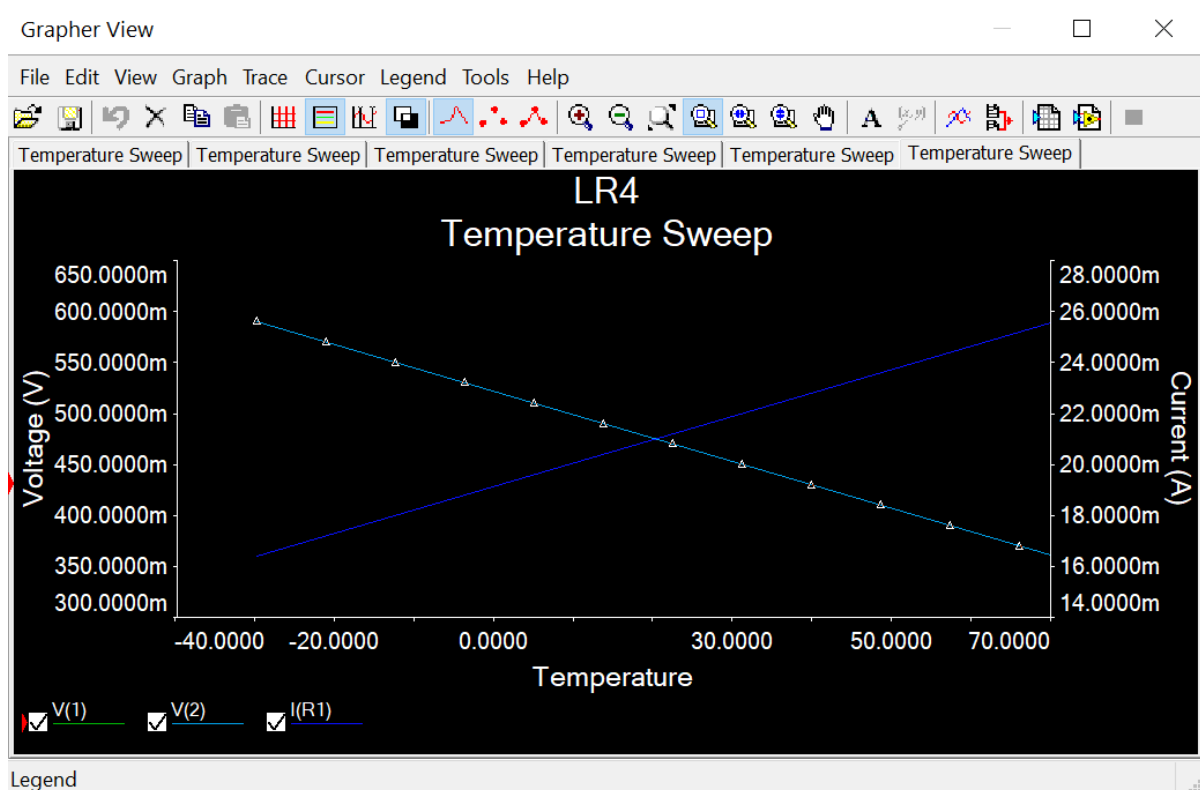 Grapher View
File Edit View Graph Trace Cursor Legend Tools Help
A
Temperature Sweep Temperature Sweep Temperature Sweep Temperature Sweep Temperature Sweep Temperature Sweep
LR4
Temperature Sweep
650.0000m 28.0000m
600.0000m 26.0000m
550.0000m 24.0000m
500.0000m 22.0000m
450.0000m 20.0000m
400.0000m 18.0000m
350.0000m 16.0000m
300.0000m 14.0000m
Voltage (V)
Current (A)
-40.0000 -20.0000 0.0000 30.0000 50.0000 70.0000
Temperature
V(1) V(2) I(R1)
Legend